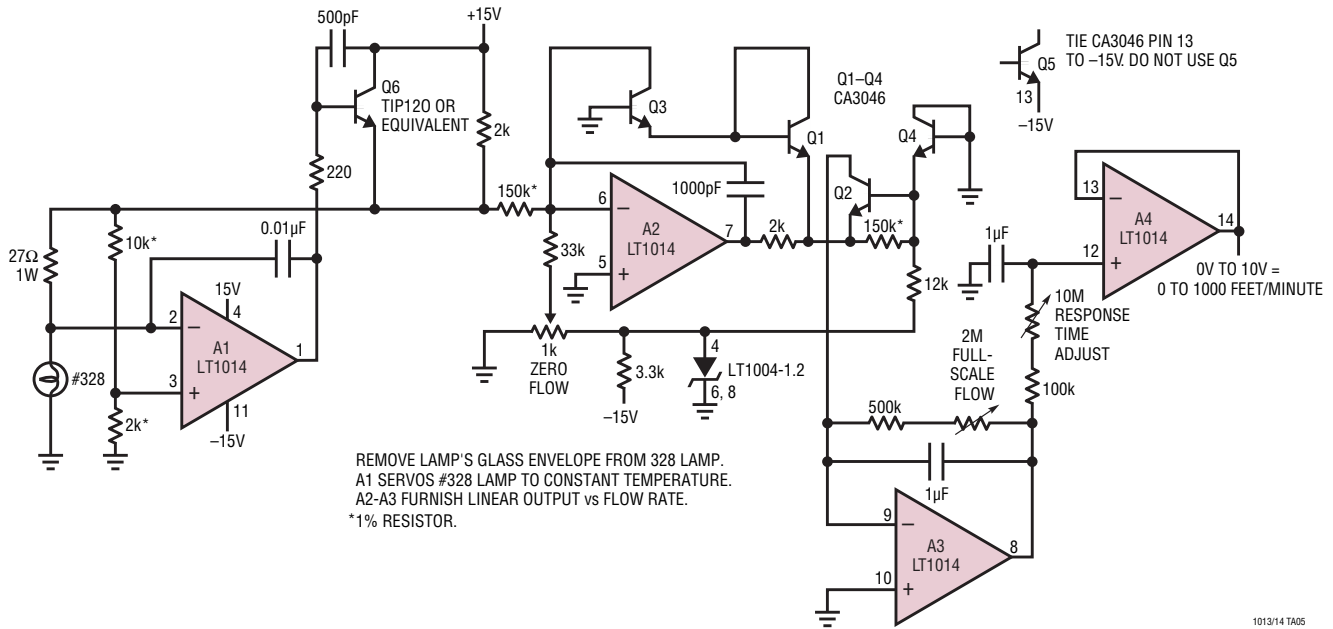 500pF
+15V
Q6
TIP120 OR
EQUIVALENT
2k
220
27Ω
1W
10k*
0.01µF
150k*
#328
2k*
2
3
15V
4
A1
LT1014
1
11
–15V
33k
6
5
A2
LT1014
7
1000pF
2k
1k
ZERO
FLOW
3.3k
–15V
4
LT1004-1.2
6, 8
Q3
Q1
Q1–Q4
CA3046
Q4
Q2
150k*
12k
Q5
13
–15V
TIE CA3046 PIN 13
TO –15V. DO NOT USE Q5
1µF
13
12
A4
LT1014
14
0V TO 10V =
0 TO 1000 FEET/MINUTE
10M
RESPONSE
TIME
ADJUST
2M
FULL-
SCALE
FLOW
100k
500k
1µF
9
10
A3
LT1014
8
REMOVE LAMP'S GLASS ENVELOPE FROM 328 LAMP.
A1 SERVOS #328 LAMP TO CONSTANT TEMPERATURE.
A2-A3 FURNISH LINEAR OUTPUT vs FLOW RATE.
*1% RESISTOR.
1013/14 TA05